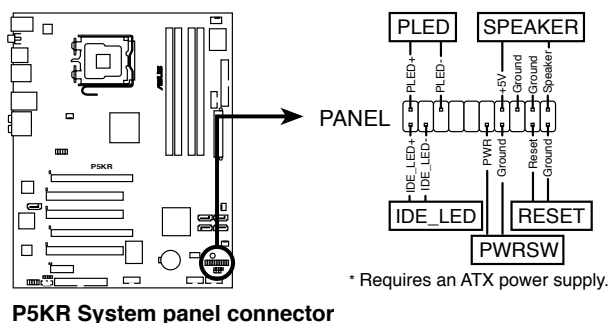 PLED
SPEAKER
PLED+
PLED-
+5V
Ground
Ground
Speaker
PANEL
IDE_LED+
IDE_LED-
PWR
Ground
Reset
Ground
IDE_LED
RESET
PWRSW
* Requires an ATX power supply.
ASUS
P5KR
P5KR System panel connector